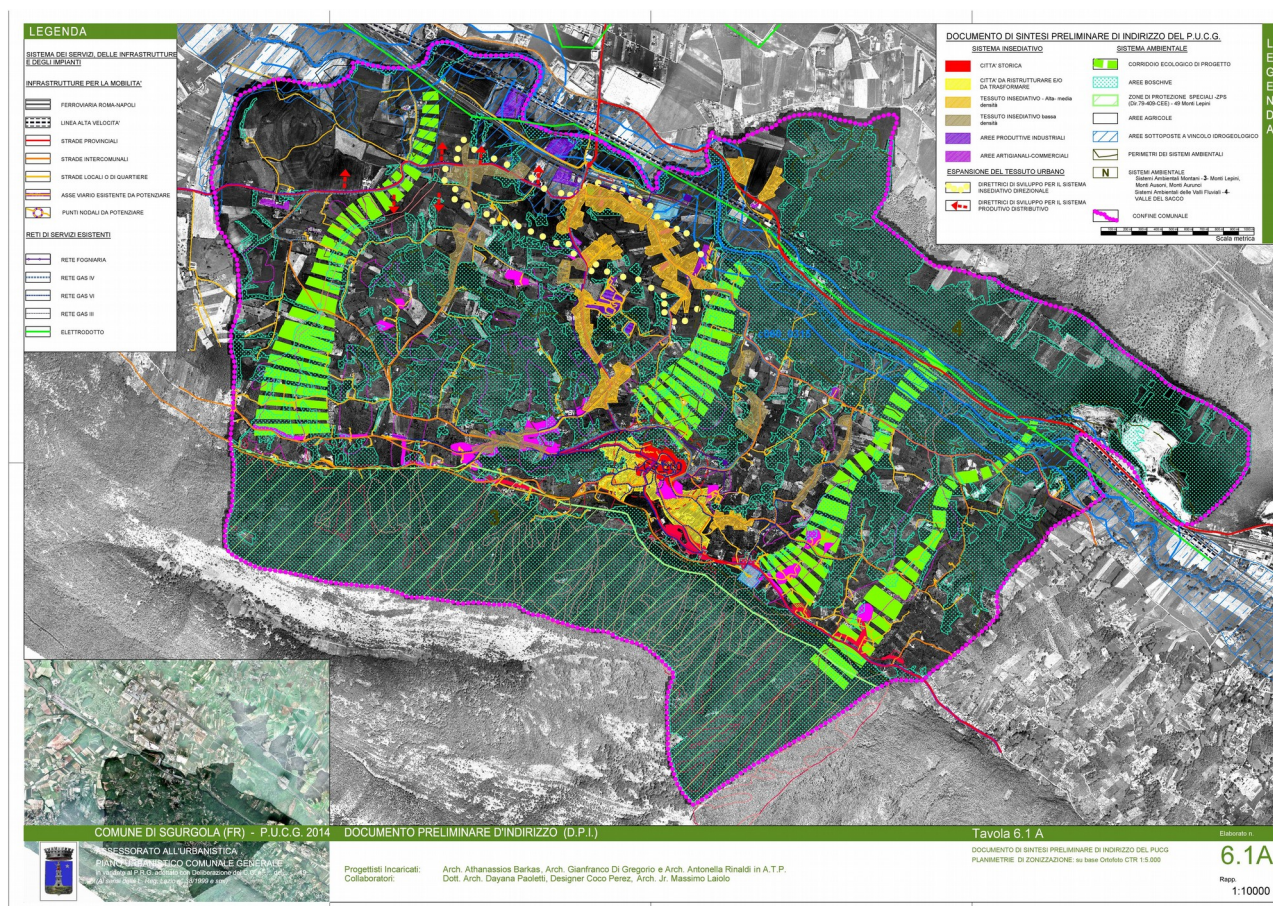 LEGENDA
SISTEMA DEI SERVIZI, DELLE INFRASTRUTTURE
E DEGLI IMPIANTI
INFRASTRUTTURE PER LA MOBILITA'
FERROVIARIA ROMA-NAPOLI
LINEA ALTA VELOCITA'
STRADE PROVINCIALI
STRADE INTERCOMUNALI
STRADE LOCALI O DI QUARTIERE
ASSE VIARIO ESISTENTE DA POTENZIARE
PUNTI NODALI DA POTENZIARE
RETI DI SERVIZI ESISTENTI
RETE FOGNIARIA
RETE GAS IV
RETE GAS VI
RETE GAS III
ELETTRODOTTO
DOCUMENTO DI SINTESI PRELIMINARE DI INDIRIZZO DEL P.U.C.G.
SISTEMA INSEDIATIVO
CITTA' STORICA
CITTA' DA RISTRUTTURARE E/O
DA TRASFORMARE
TESSUTO INSEDIATIVO - Alta- media
densità
TESSUTO INSEDIATIVO bassa
densità
AREE PRODUTTIVE INDUSTRIALI
AREE ARTIGIANALI-COMMERCIALI
ESPANSIONE DEL TESSUTO URBANO
DIRETTRICI DI SVILUPPO PER IL SISTEMA
INSEDIATIVO DIREZIONALE
DIRETTRICI DI SVILUPPO PER IL SISTEMA
PRODUTTIVO DISTRIBUTIVO
SISTEMA AMBIENTALE
CORRIDOIO ECOLOGICO DI PROGETTO
AREE BOSCHIVE
ZONE DI PROTEZIONE SPECIALI -ZPS
(Dir.79-409-CEE) - 49 Monti Lepini
AREE AGRICOLE
AREE SOTTOPOSTE A VINCOLO IDROGEOLOGICO
PERIMETRI DEI SISTEMI AMBIENTALI
N
SISTEMI AMBIENTALE
Sistemi Ambientali Montani -3- Monti Lepini,
Monti Ausoni, Monti Aurunci
Sistemi Ambientali delle Valli Fluviali -4-
VALLE DEL SACCO
CONFINE COMUNALE
Scala metrica
LEGENDA
4
3
COMUNE DI SGURGOLA (FR) - P.U.C.G. 2014
DOCUMENTO PRELIMINARE D'INDIRIZZO (D.P.I.)
Tavola 6.1 A
Elaborato n.
ASSESSORATO ALL'URBANISTICA
PIANO URBANISTICO COMUNALE GENERALE
Progettisti Incaricati: Arch. Athanassios Barkas, Arch. Gianfranco Di Gregorio e Arch. Antonella Rinaldi in A.T.P.
Collaboratori: Dott. Arch. Dayana Paoletti, Designer Coco Perez, Arch. Jr. Massimo Laiolo
DOCUMENTO DI SINTESI PRELIMINARE DI INDIRIZZO DEL PUCG
PLANIMETRIE DI ZONIZZAZIONE: su base Ortofoto CTR 1:5.000
6.1A
Rapp.
1:10000